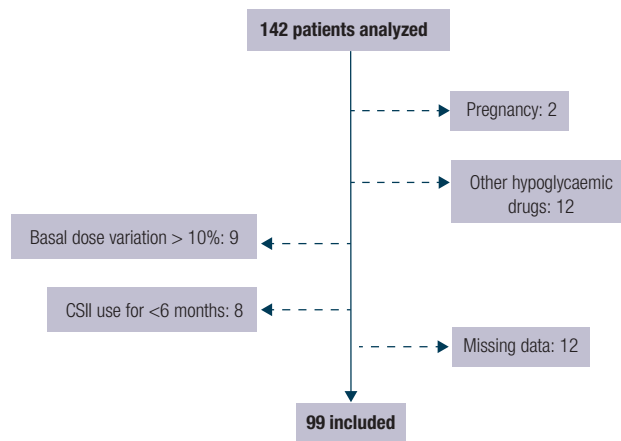 142 patients analyzed
Pregnancy: 2
Other hypoglycaemic
drugs: 12
Basal dose variation > 10%: 9
CSII use for <6 months: 8
Missing data: 12
99 included